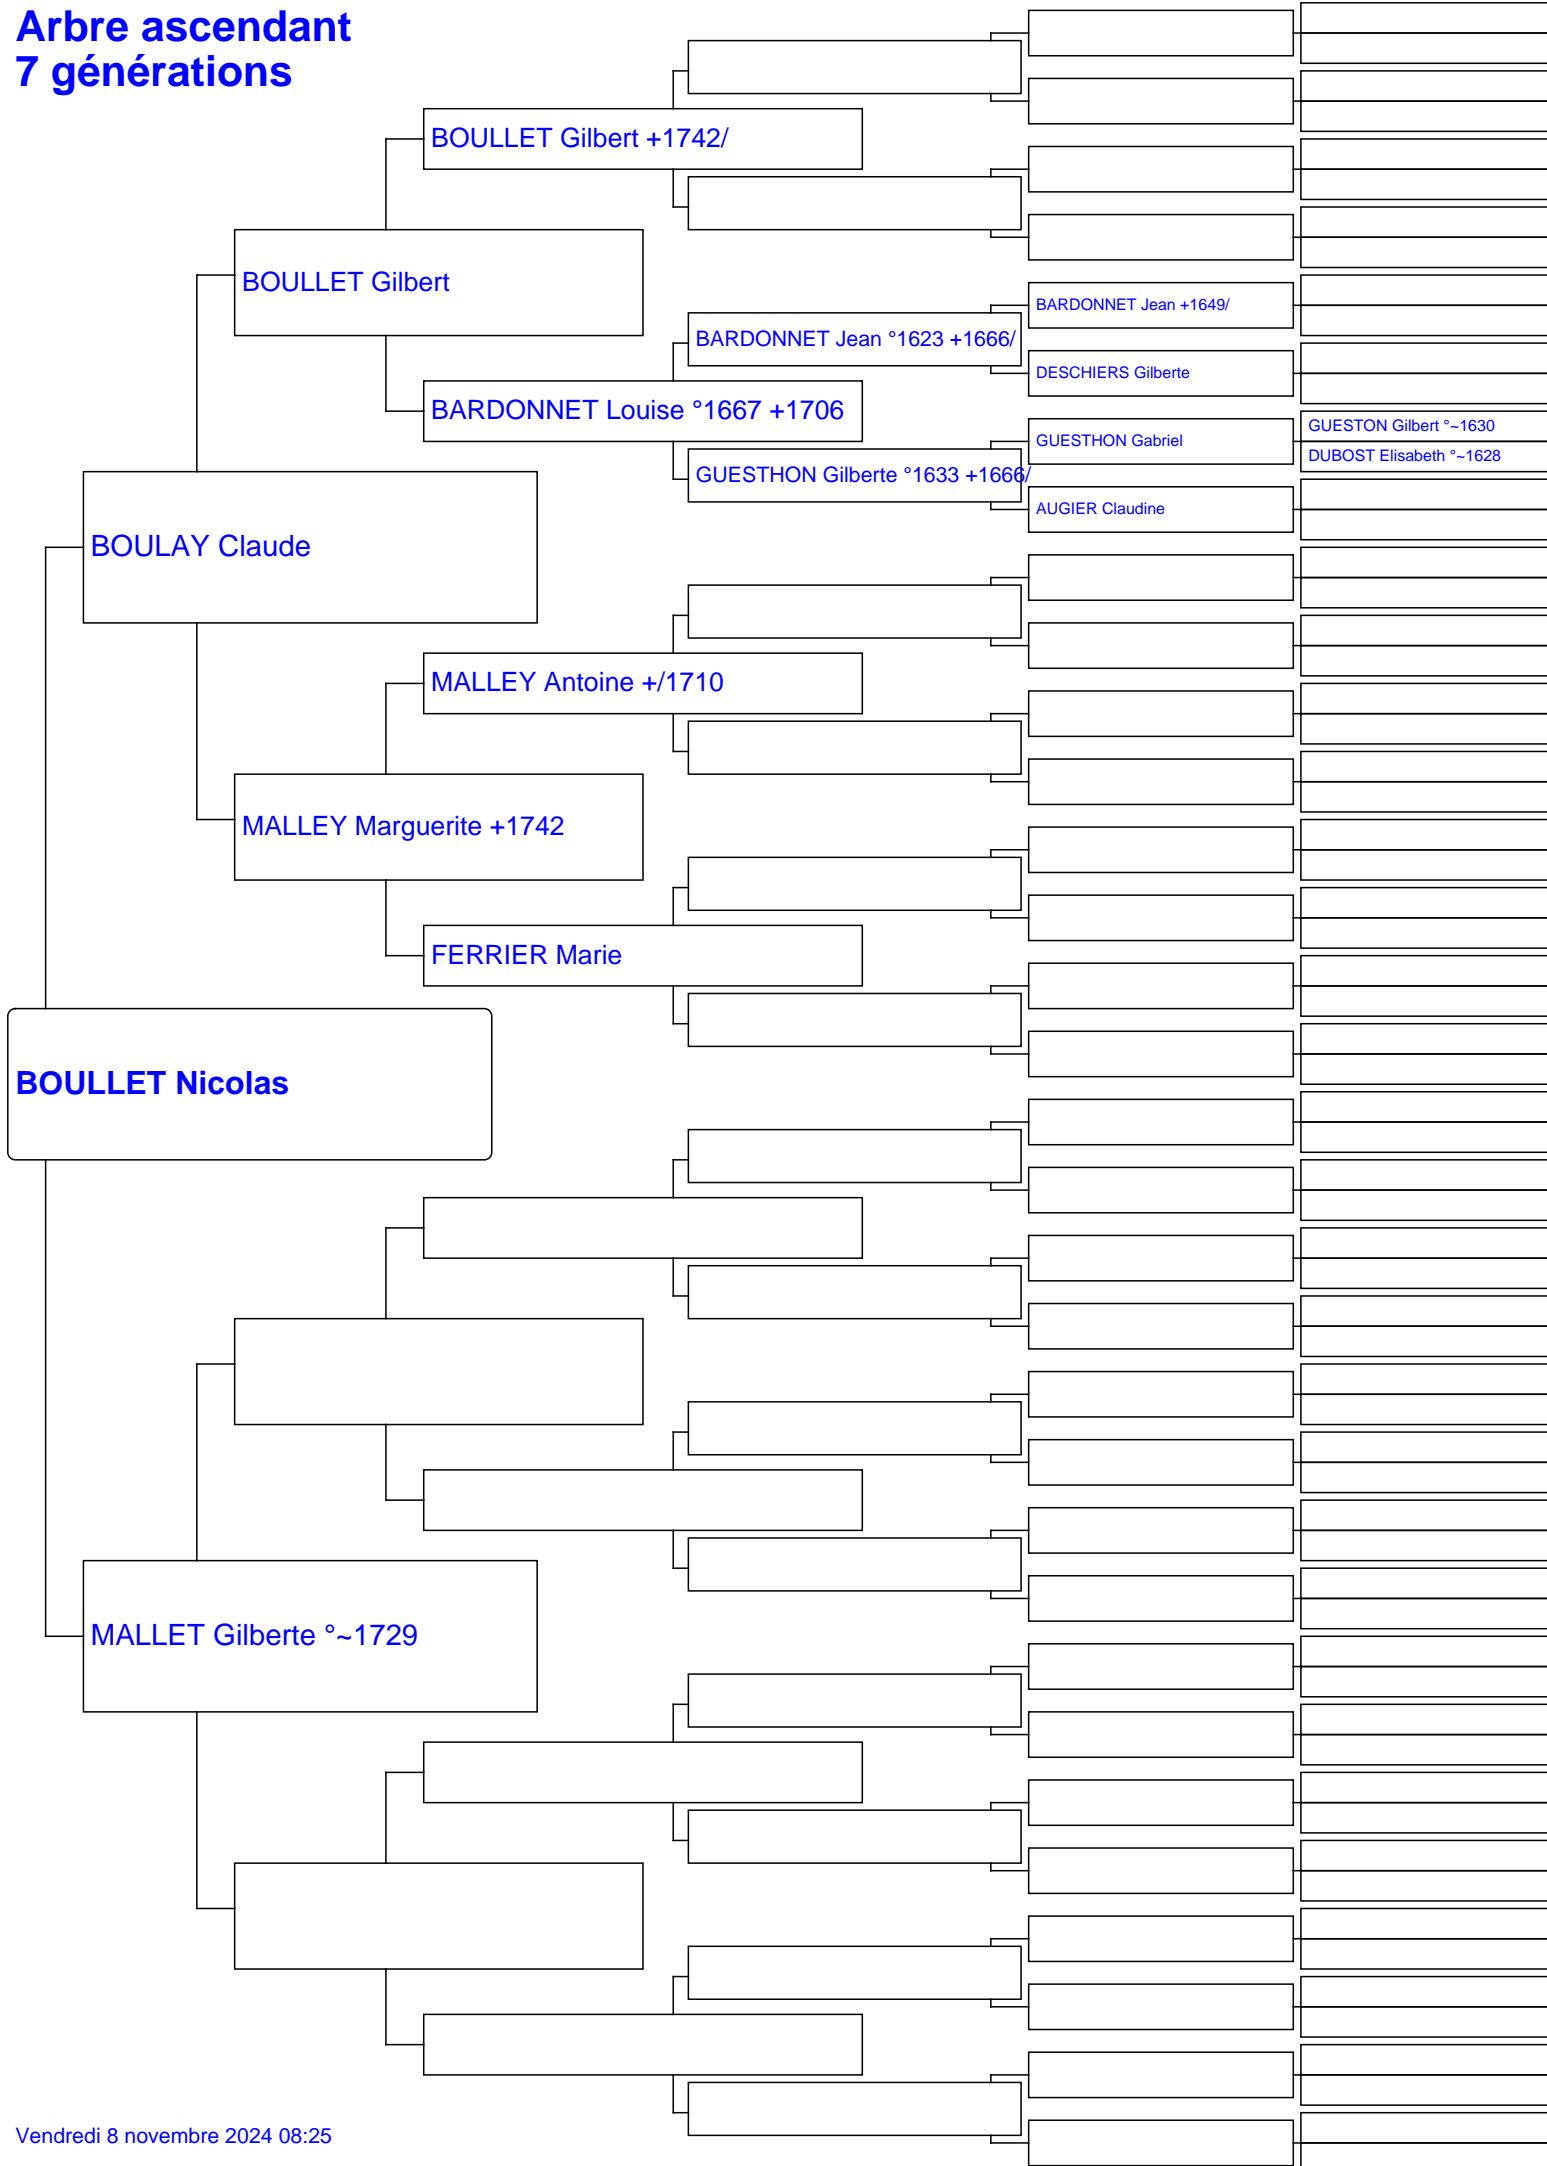 Arbre ascendant
7 générations
BOULLET Gilbert +1742/
BOULLET Gilbert
BARDONNET Jean +1649/
BARDONNET Jean °1623 +1666/
DESCHIERS Gilberte
BARDONNET Louise °1667 +1706
GUESTON Gilbert °~1630
GUESTHON Gabriel
DUBOST Elisabeth °~1628
GUESTHON Gilberte °1633 +1666/
AUGIER Claudine
BOULAY Claude
MALLEY Antoine +/1710
MALLEY Marguerite +1742
FERRIER Marie
BOULLET Nicolas
MALLET Gilberte °~1729
Vendredi 8 novembre 2024 08:25